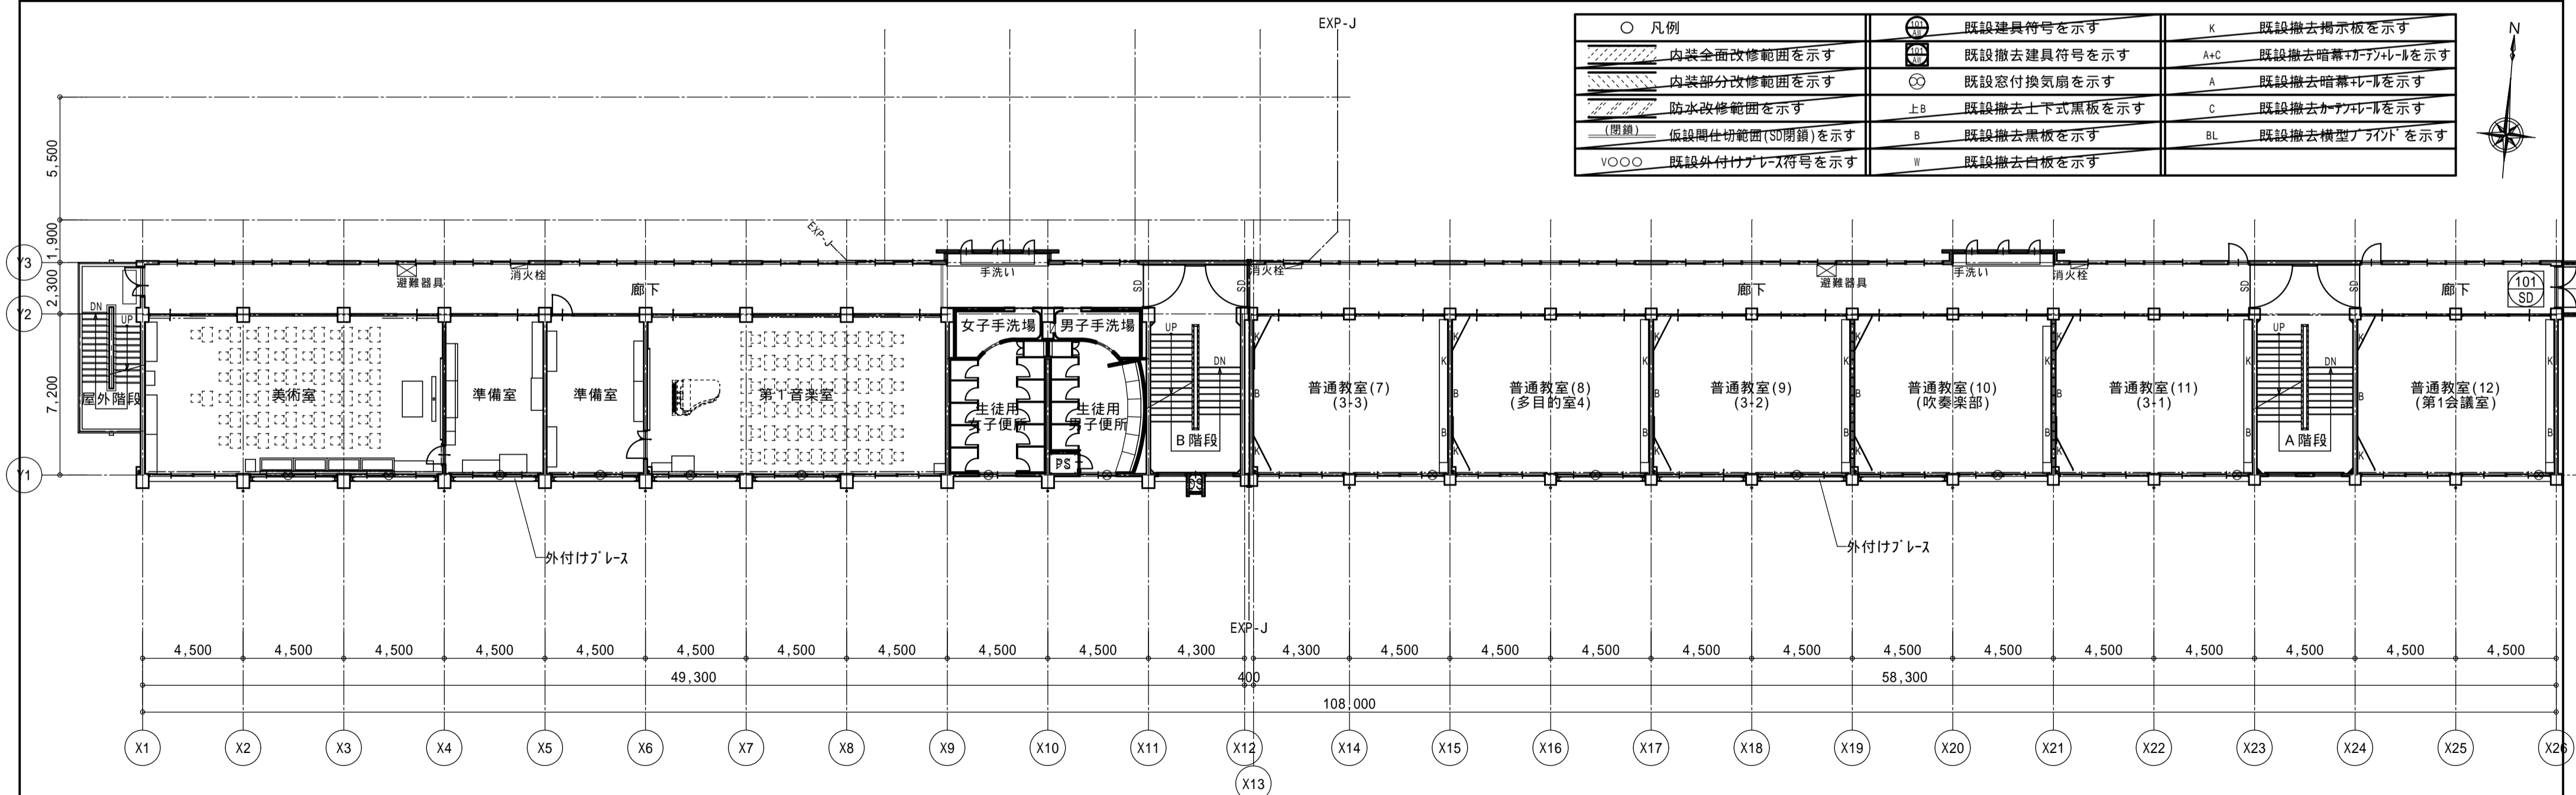 EXP-J
○ 凡例
内装全面改修範囲を示す
内装部分改修範囲を示す
防水改修範囲を示す
(閉鎖) 仮設間仕切範囲(SD閉鎖)を示す
V○○○ 既設外付けブレース符号を示す
101 AW 既設建具符号を示す
101 AW 既設撤去建具符号を示す
既設窓付換気扇を示す
上B 既設撤去上下式黒板を示す
B 既設撤去黒板を示す
W 既設撤去白板を示す
K 既設撤去掲示板を示す
A+C 既設撤去暗幕+カーテン+レールを示す
A 既設撤去暗幕+レールを示す
C 既設撤去カーテン+レールを示す
BL 既設撤去横型ブラインドを示す
N
5,500
1,900
2,300
7,200
Y3
Y2
Y1
EXP-J
避難器具
消火栓
手洗い
消火栓
避難器具
手洗い
消火栓
廊下
廊下
廊下
SD
SD
SD
SD
101
SD
DN
UP
屋外階段
美術室
準備室
準備室
第1音楽室
女子手洗場
男子手洗場
生徒用
女子便所
生徒用
男子便所
PS
UP
DN
B階段
DS
K
B
K
普通教室(7)
(3-3)
K
B
K
K
普通教室(8)
(多目的室4)
K
B
B
普通教室(9)
(3-2)
K
B
K
B
K
普通教室(10)
(吹奏楽部)
K
B
K
B
K
普通教室(11)
(3-1)
K
B
UP
DN
A階段
K
B
K
普通教室(12)
(第1会議室)
外付けブレース
外付けブレース
EXP-J
4,500
4,500
4,500
4,500
4,500
4,500
4,500
4,500
4,500
4,500
4,300
4,300
4,500
4,500
4,500
4,500
4,500
4,500
4,500
4,500
4,500
4,500
4,500
4,500
49,300
400
58,300
108,000
X1
X2
X3
X4
X5
X6
X7
X8
X9
X10
X11
X12
X13
X14
X15
X16
X17
X18
X19
X20
X21
X22
X23
X24
X25
X26